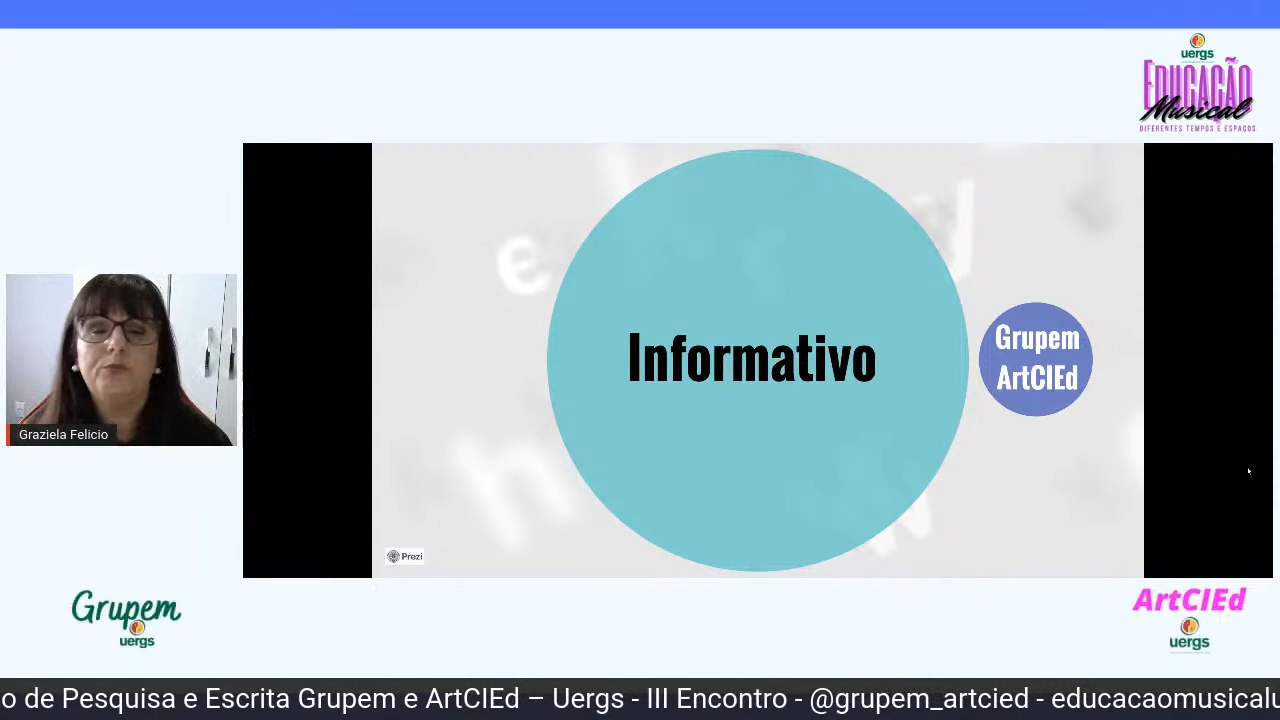 uergs
EDUCAÇÃO
Musical
DIFERENTES TEMPOS E ESPAÇOS
Informativo
Grupem
ArtCIEd
Graziela Felicio
Prezi
Grupem
uergs
ArtCIEd
uergs
o de Pesquisa e Escrita Grupem e ArtCIEd – Uergs - III Encontro - @grupem_artcied - educacaomusicalu